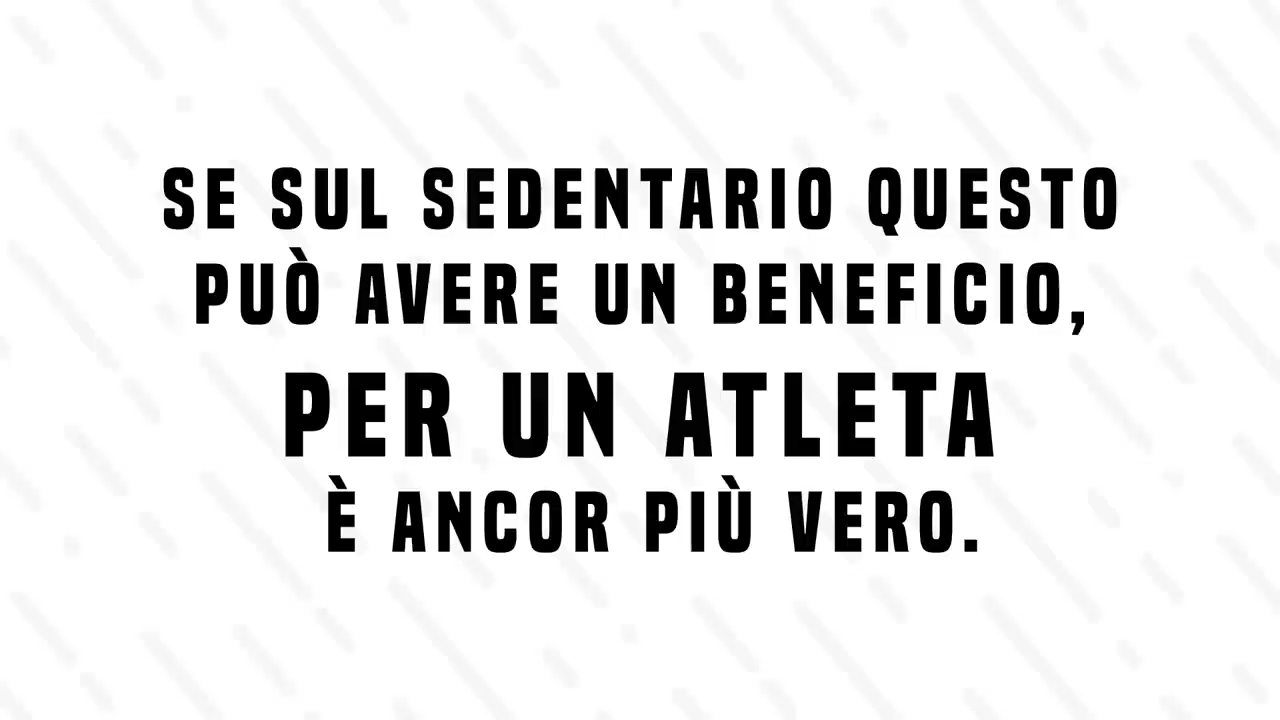 SE SUL SEDENTARIO QUESTO
PUÒ AVERE UN BENEFICIO,
PER UN ATLETA
È ANCOR PIÙ VERO.